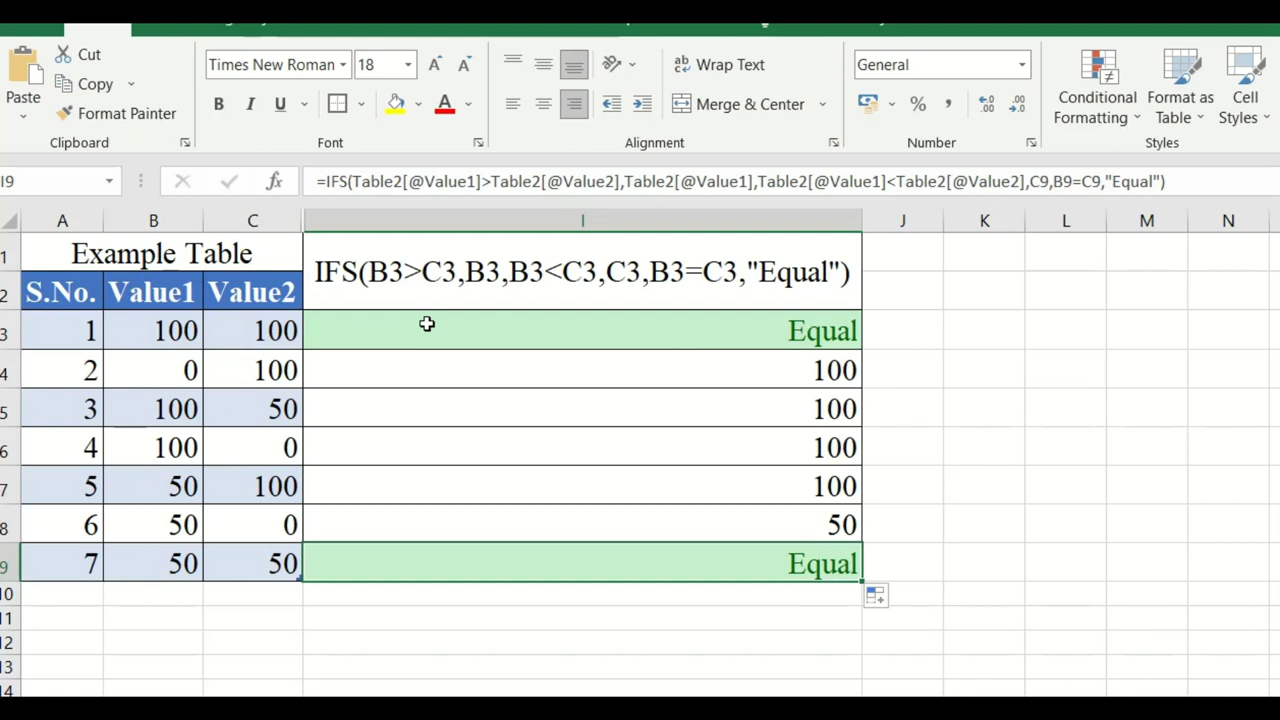 Cut
Copy
Format Painter
Paste
Clipboard
Times New Roman 18 A A
B I U A
Font
ab Wrap Text
Merge & Center
Alignment
General
% ,
Number
Conditional Formatting
Format as Table
Cell Styles
Styles
I9 fx =IFS(Table2[@Value1]>Table2[@Value2],Table2[@Value1],Table2[@Value1]<Table2[@Value2],C9,B9=C9,"Equal")
A B C I J K L M N
1 Example Table IFS(B3>C3,B3,B3<C3,C3,B3=C3,"Equal")
2 S.No. Value1 Value2
3 1 100 100 Equal
4 2 0 100 100
5 3 100 50 100
6 4 100 0 100
7 5 50 100 100
8 6 50 0 50
9 7 50 50 Equal
10
11
12
13
14